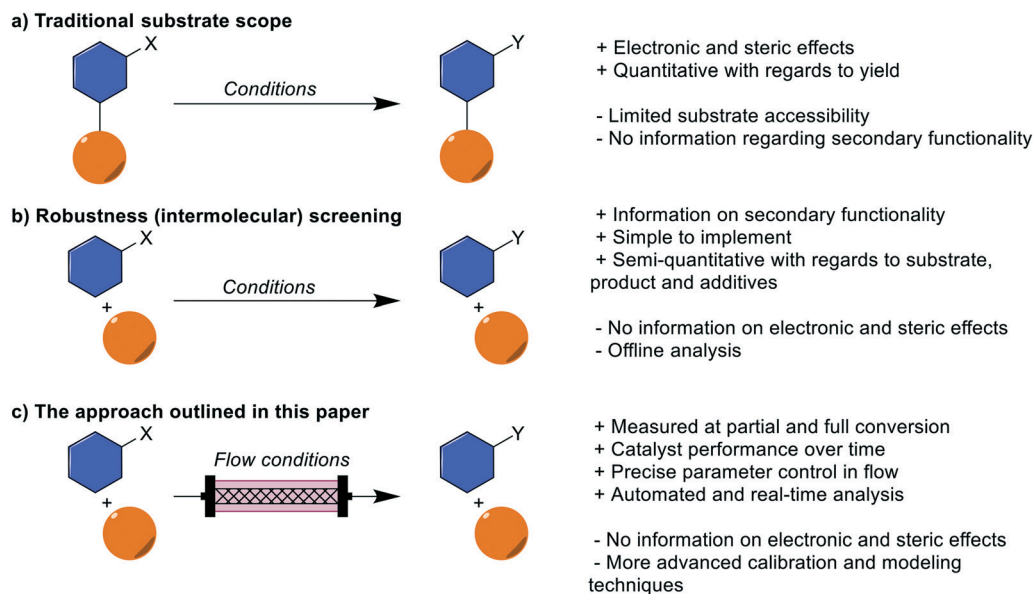 a) Traditional substrate scope
X
Conditions
Y
+ Electronic and steric effects
+ Quantitative with regards to yield
- Limited substrate accessibility
- No information regarding secondary functionality
b) Robustness (intermolecular) screening
X
+
Conditions
Y
+
+ Information on secondary functionality
+ Simple to implement
+ Semi-quantitative with regards to substrate,
product and additives
- No information on electronic and steric effects
- Offline analysis
c) The approach outlined in this paper
X
+
Flow conditions
Y
+
+ Measured at partial and full conversion
+ Catalyst performance over time
+ Precise parameter control in flow
+ Automated and real-time analysis
- No information on electronic and steric effects
- More advanced calibration and modeling
techniques